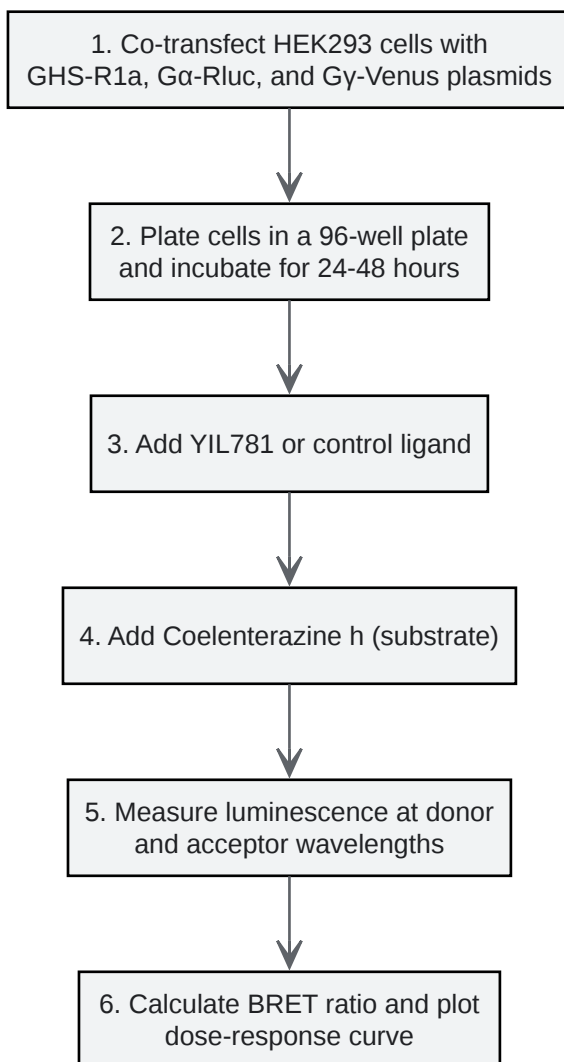 1. Co-transfect HEK293 cells with
GHS-R1a, Gα-Rluc, and Gγ-Venus plasmids
2. Plate cells in a 96-well plate
and incubate for 24-48 hours
3. Add YIL781 or control ligand
4. Add Coelenterazine h (substrate)
5. Measure luminescence at donor
and acceptor wavelengths
6. Calculate BRET ratio and plot
dose-response curve